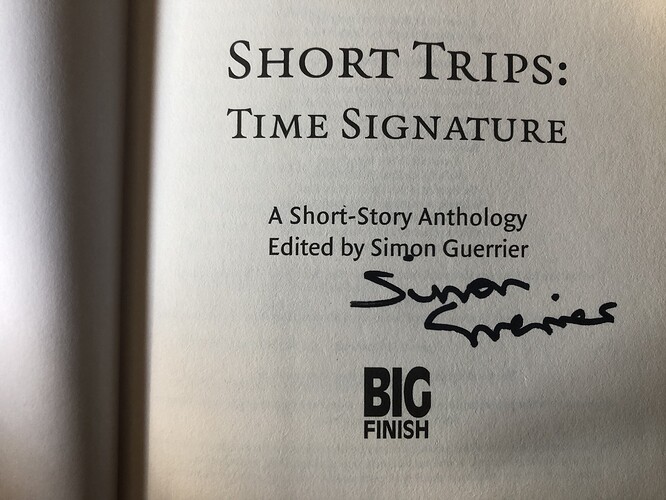 SHORT TRIPS:
TIME SIGNATURE
A Short-Story Anthology
Edited by Simon Guerrier
Simon
Guerrier
BIG
FINISH